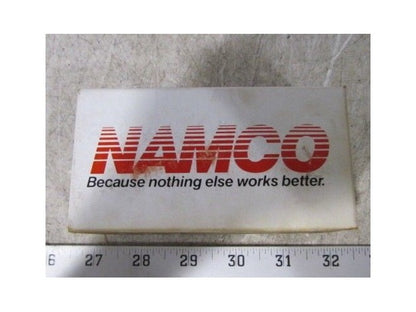 NAMCO
Because nothing else works better.
6 27 28 29 30 31 32